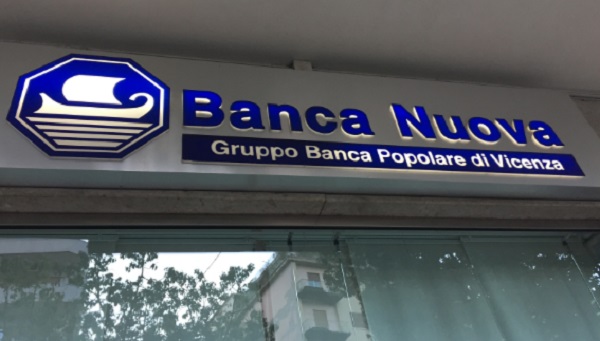 Banca Nuova
Gruppo Banca Popolare di Vicenza